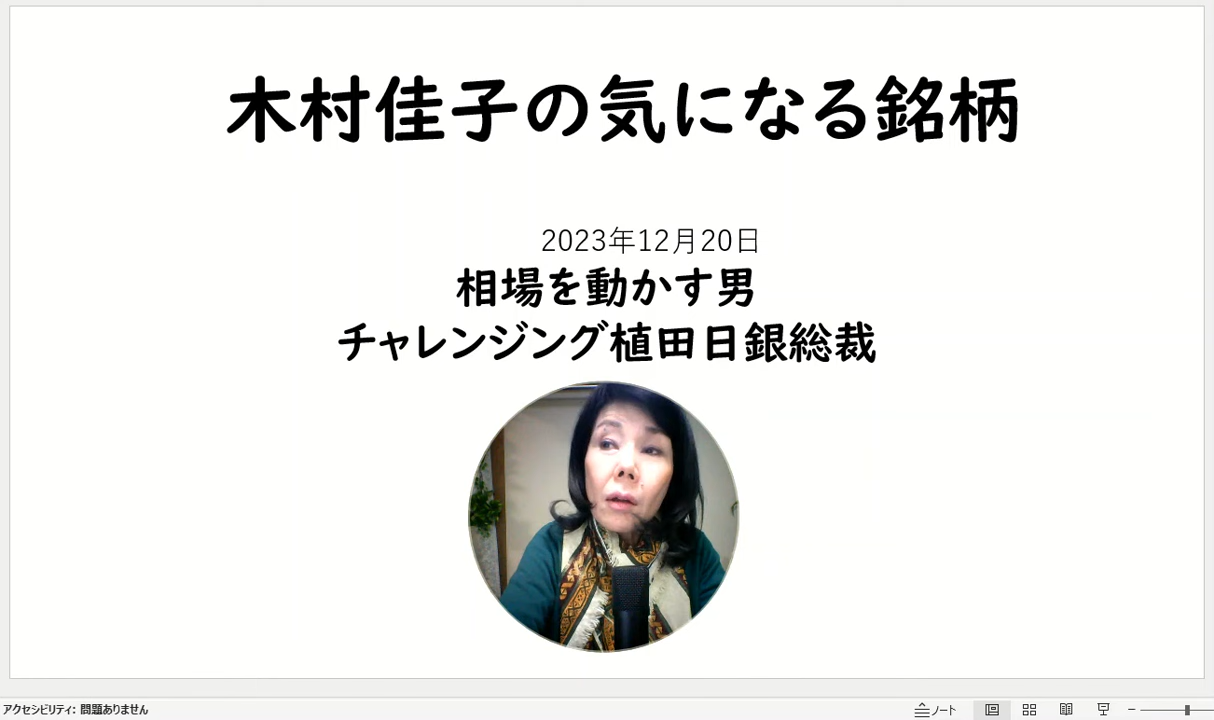 木村佳子の気になる銘柄
2023年12月20日
相場を動かす男
チャレンジング植田日銀総裁
アクセシビリティ: 問題ありません
ノート